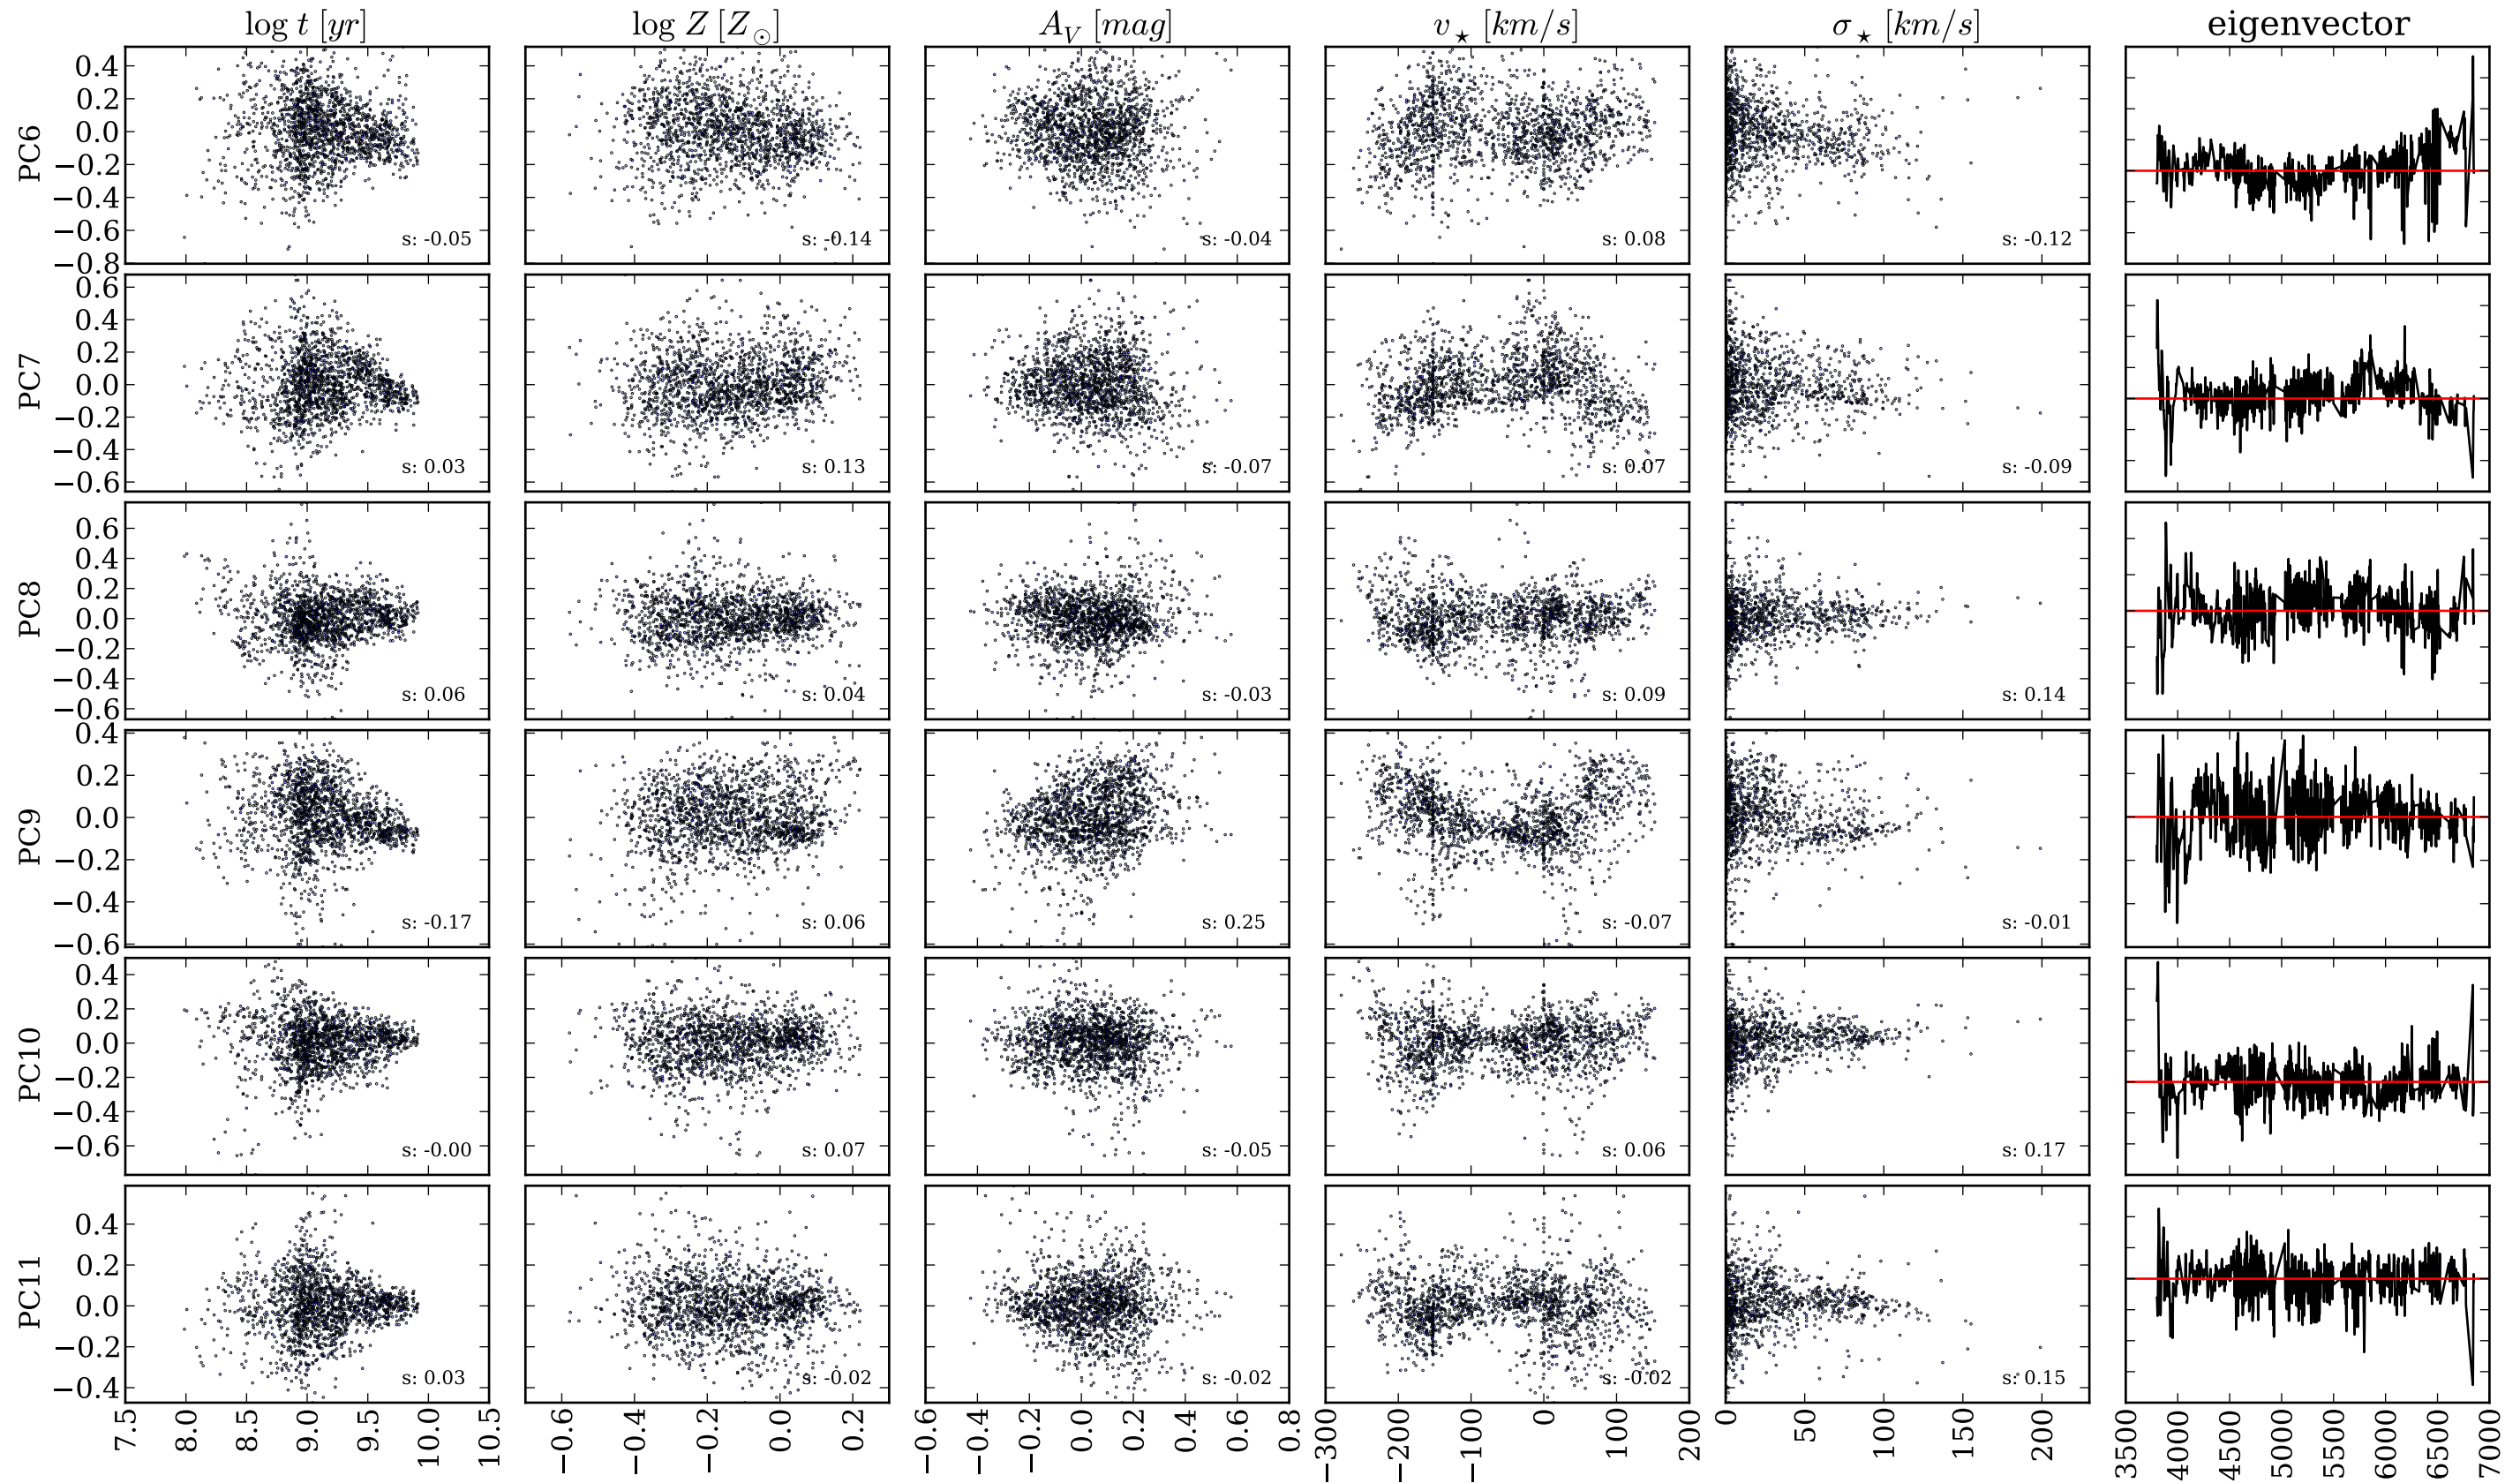 log t [yr] log Z [Z⊙] A_V [mag] v⋆ [km/s] σ⋆ [km/s] eigenvector
PC6
0.4
0.2
0.0
−0.2
−0.4
−0.6
−0.8
s: -0.05 s: -0.14 s: -0.04 s: 0.08 s: -0.12
PC7
0.6
0.4
0.2
0.0
−0.2
−0.4
−0.6
s: 0.03 s: 0.13 s: -0.07 s: 0.07 s: -0.09
PC8
0.6
0.4
0.2
0.0
−0.2
−0.4
−0.6
s: 0.06 s: 0.04 s: -0.03 s: 0.09 s: 0.14
PC9
0.4
0.2
0.0
−0.2
−0.4
−0.6
s: -0.17 s: 0.06 s: 0.25 s: -0.07 s: -0.01
PC10
0.4
0.2
0.0
−0.2
−0.4
−0.6
s: -0.00 s: 0.07 s: -0.05 s: 0.06 s: 0.17
PC11
0.4
0.2
0.0
−0.2
−0.4
s: 0.03 s: -0.02 s: -0.02 s: -0.02 s: 0.15
7.5 8.0 8.5 9.0 9.5 10.0 10.5
−0.6 −0.4 −0.2 0.0 0.2
−0.6 −0.4 −0.2 0.0 0.2 0.4 0.6 0.8
−300 −200 −100 0 100 200
0 50 100 150 200
3500 4000 4500 5000 5500 6000 6500 7000